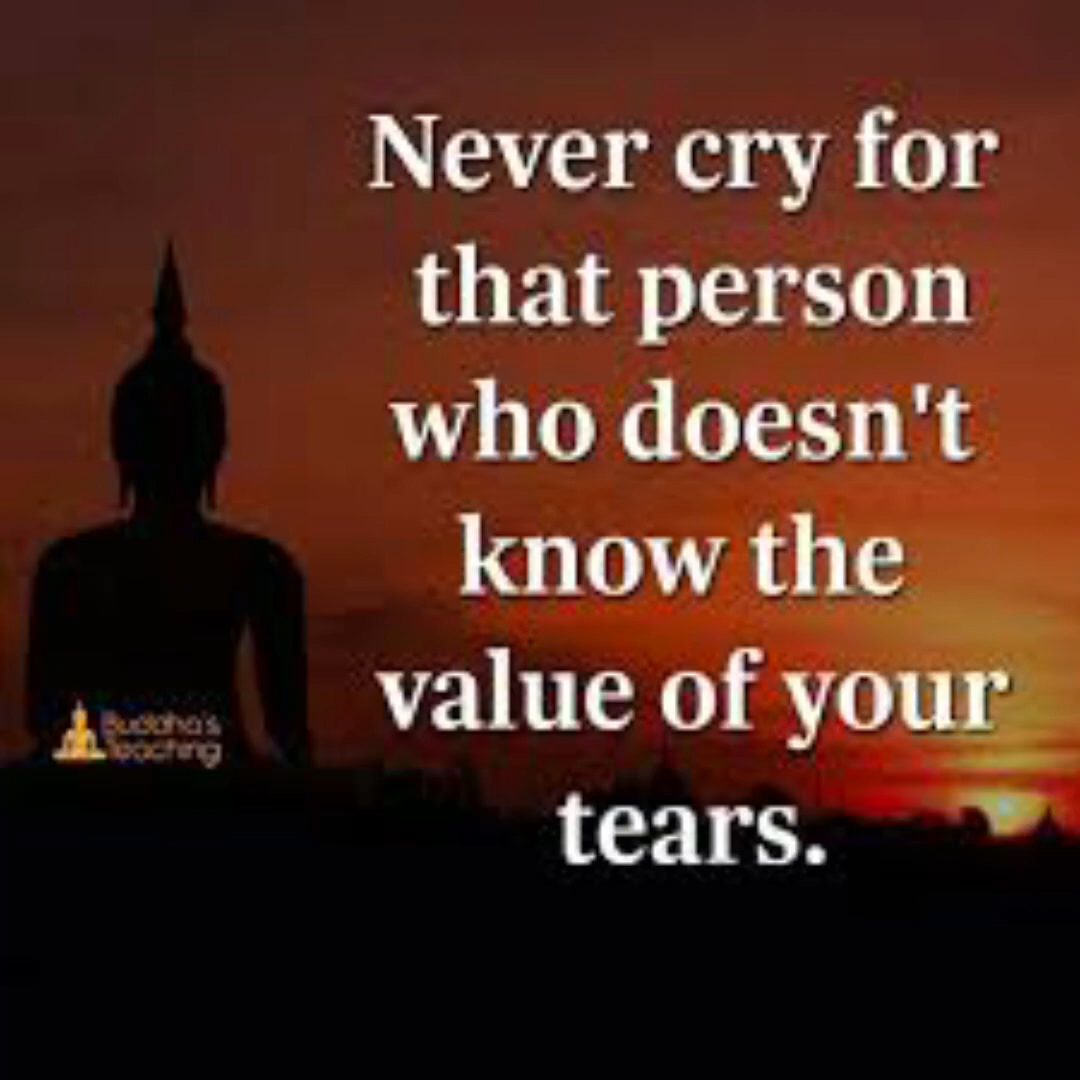 Never cry for
that person
who doesn't
know the
value of your
tears.
Buddha's
Teaching